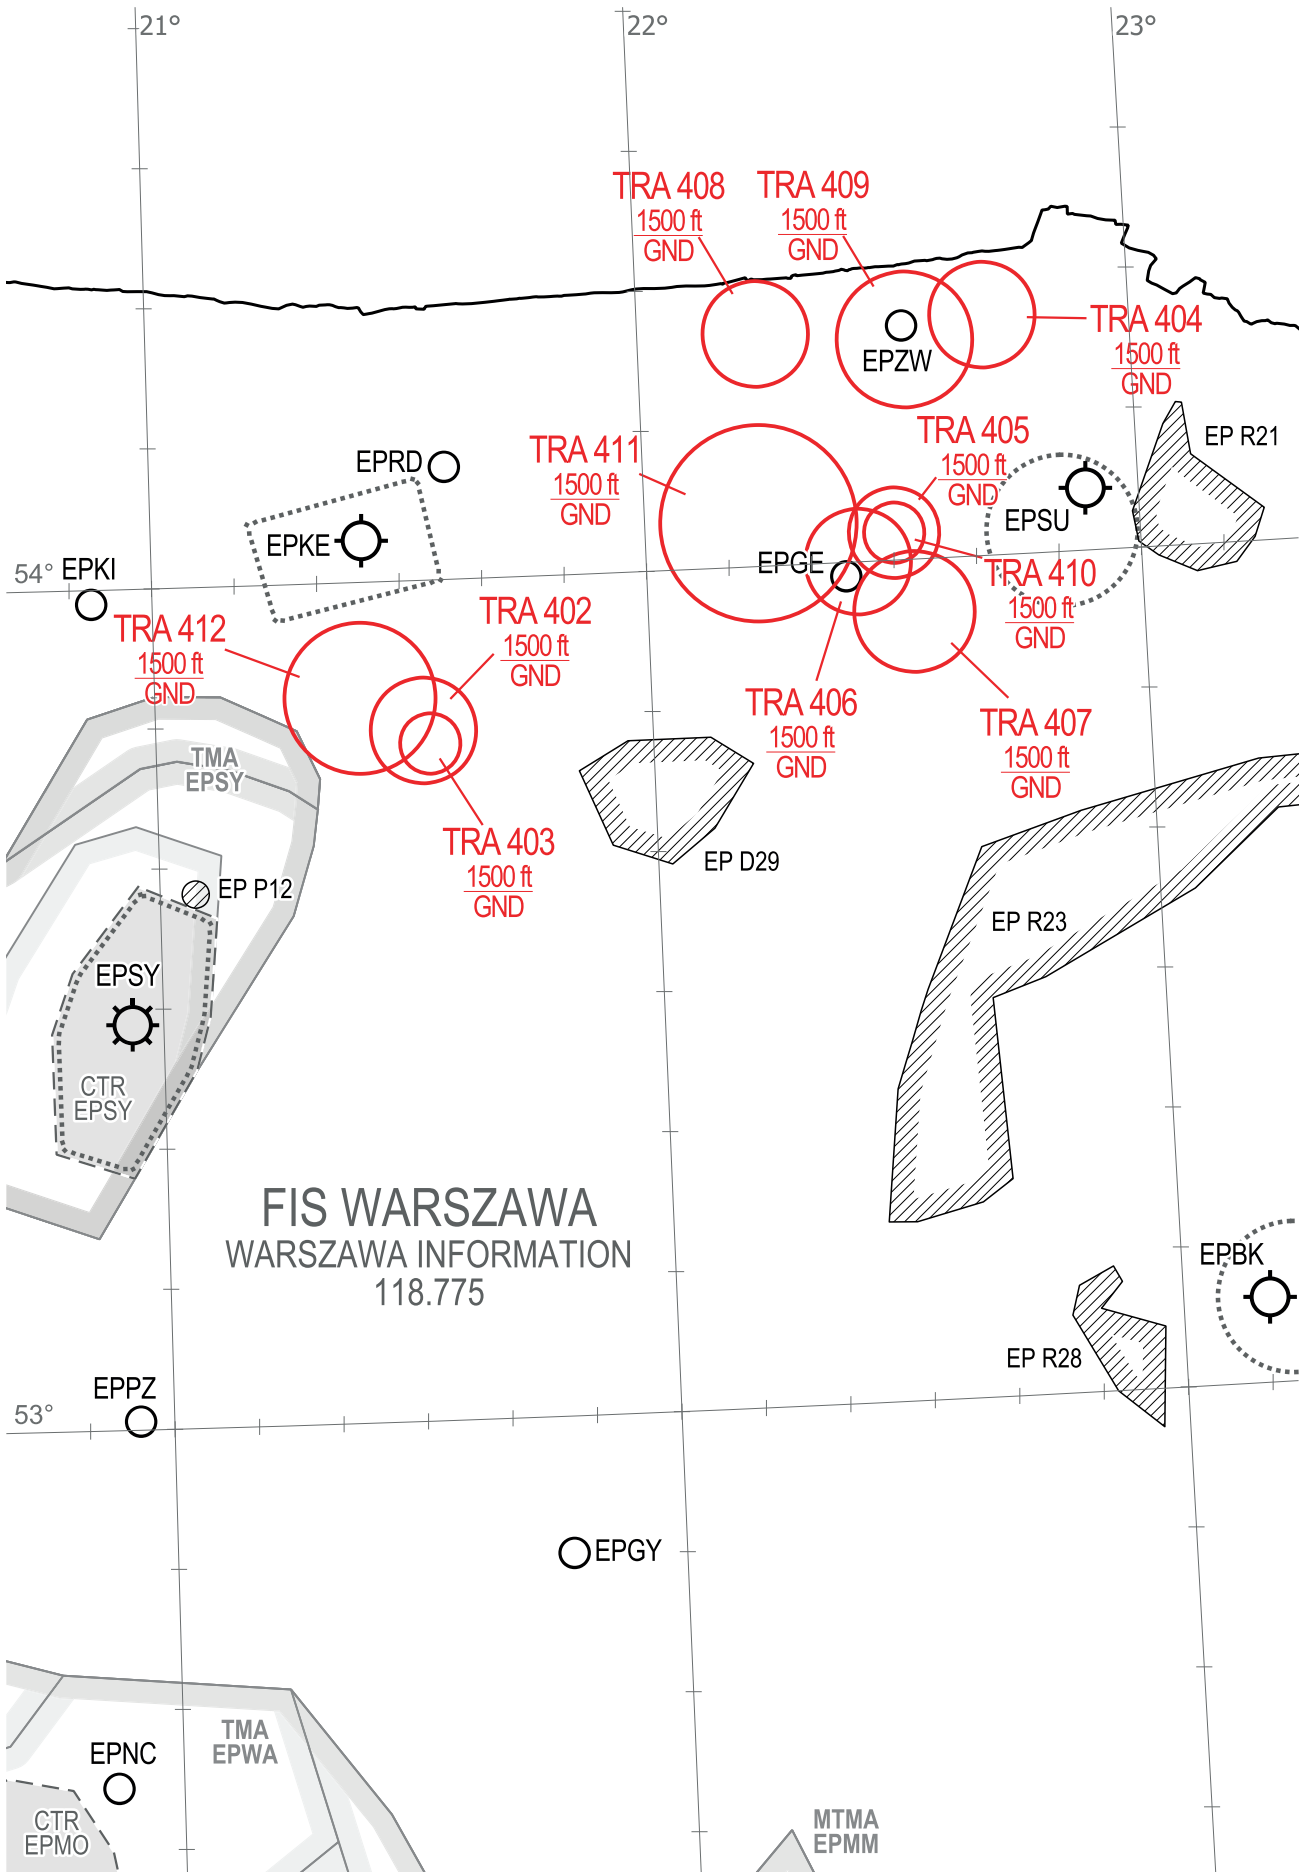 21°
22°
23°
TRA 408
1500 ft
GND
TRA 409
1500 ft
GND
TRA 404
1500 ft
GND
EPZW
TRA 411
1500 ft
GND
TRA 405
1500 ft
GND
EP R21
EPRD
EPKE
EPSU
EPGE
54°
EPKI
TRA 410
1500 ft
GND
TRA 412
1500 ft
GND
TRA 402
1500 ft
GND
TRA 406
1500 ft
GND
TRA 407
1500 ft
GND
TMA
EPSY
TRA 403
1500 ft
GND
EP D29
EP P12
EP R23
EPSY
CTR
EPSY
FIS WARSZAWA
WARSZAWA INFORMATION
118.775
EPBK
EP R28
EPPZ
53°
EPGY
TMA
EPWA
EPNC
CTR
EPMO
MTMA
EPMM